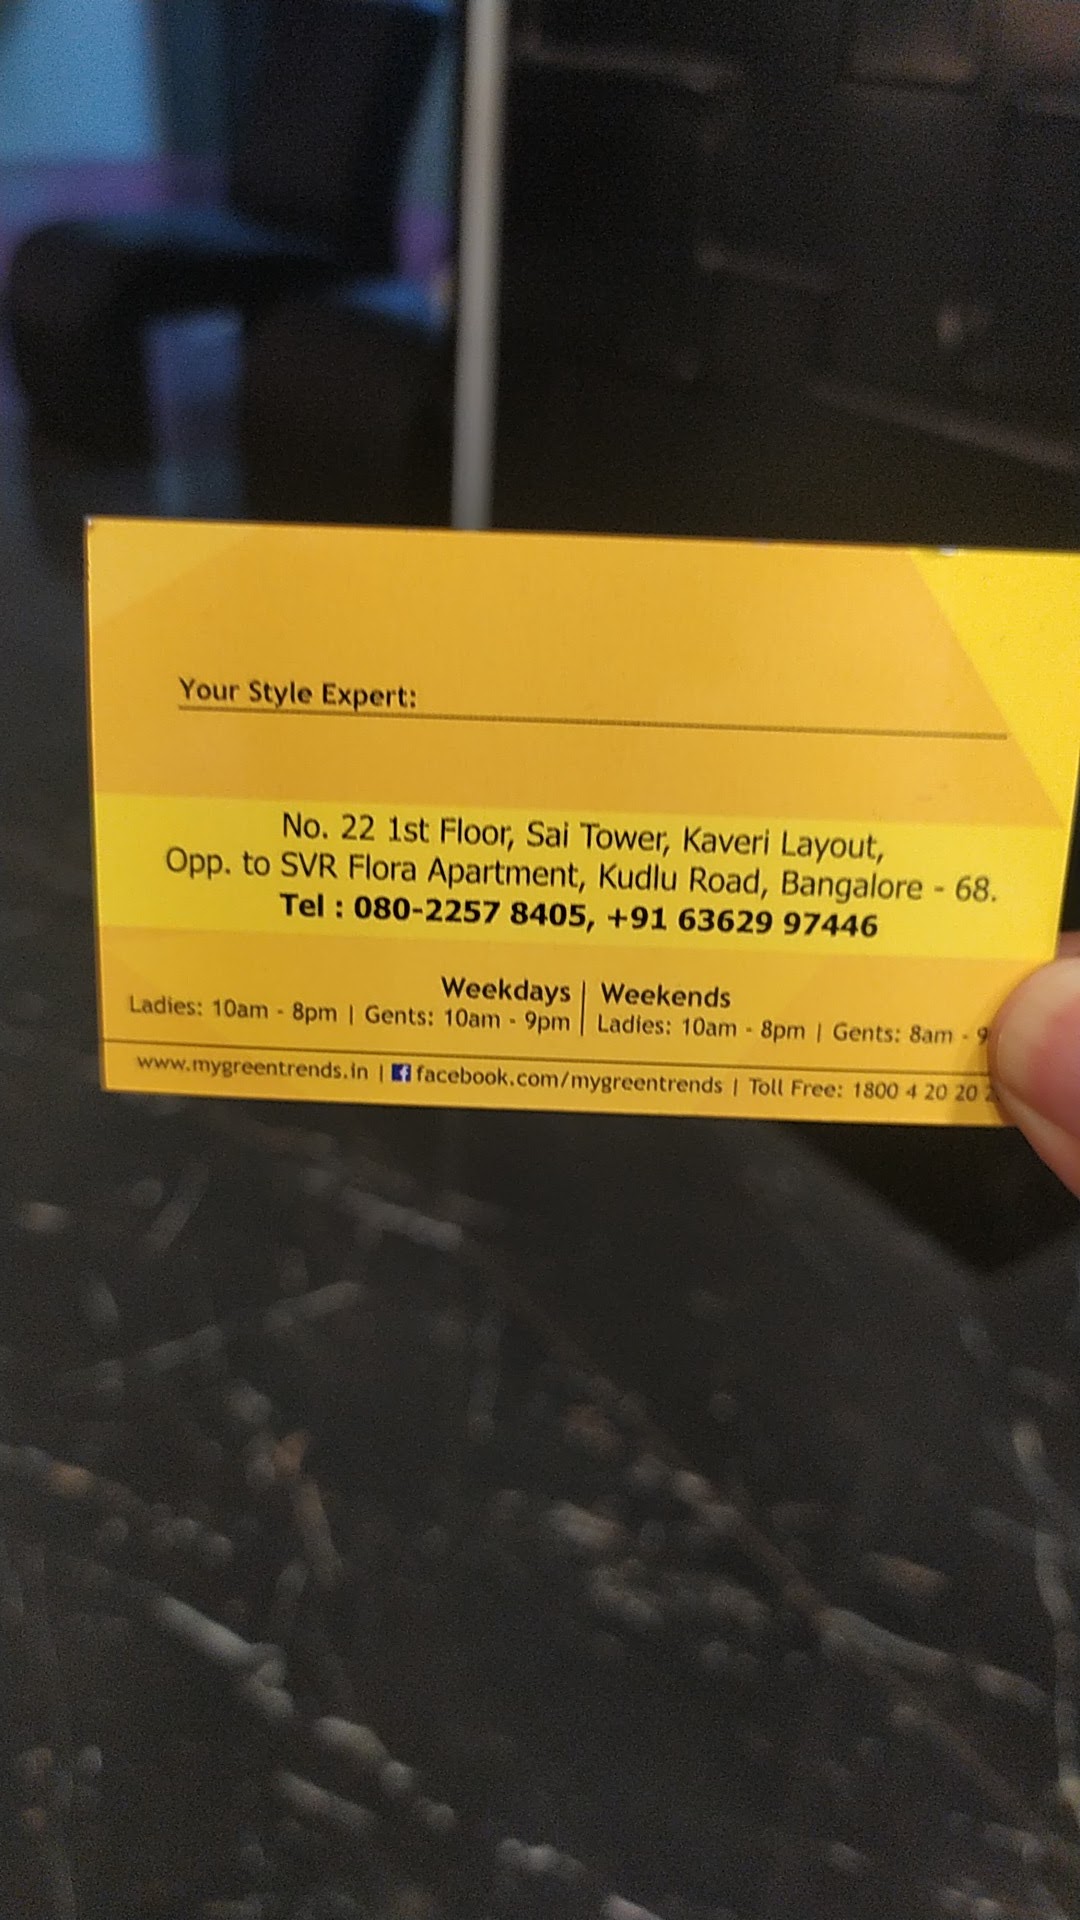 Your Style Expert:
No. 22 1st Floor, Sai Tower, Kaveri Layout,
Opp. to SVR Flora Apartment, Kudlu Road, Bangalore - 68.
Tel : 080-2257 8405, +91 63629 97446
Weekdays | Weekends
Ladies: 10am - 8pm | Gents: 10am - 9pm | Ladies: 10am - 8pm | Gents: 8am - 9
www.mygreentrends.in | facebook.com/mygreentrends | Toll Free: 1800 4 20 20